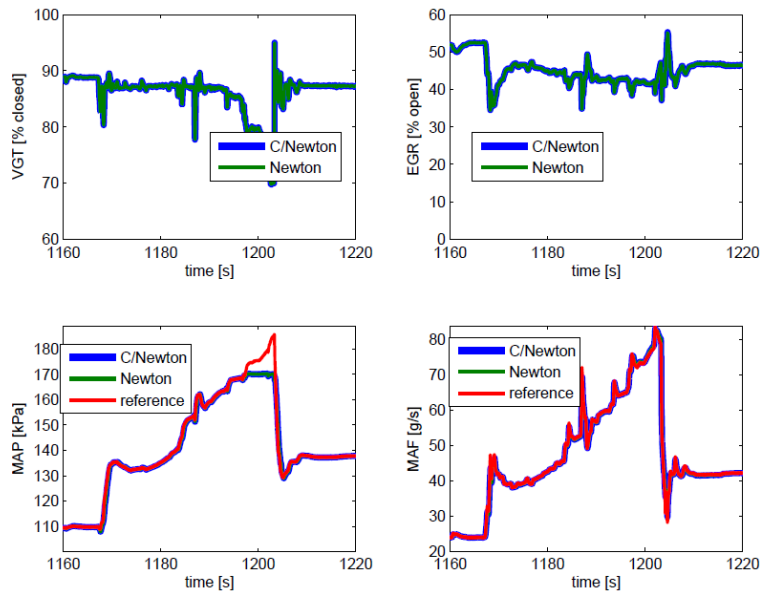 100
90
80
70
60
VGT [% closed]
C/Newton
Newton
1160
1180
1200
1220
time [s]
60
50
40
30
20
10
0
EGR [% open]
C/Newton
Newton
1160
1180
1200
1220
time [s]
180
170
160
150
140
130
120
110
MAP [kPa]
C/Newton
Newton
reference
1160
1180
1200
1220
time [s]
80
70
60
50
40
30
20
MAF [g/s]
C/Newton
Newton
reference
1160
1180
1200
1220
time [s]